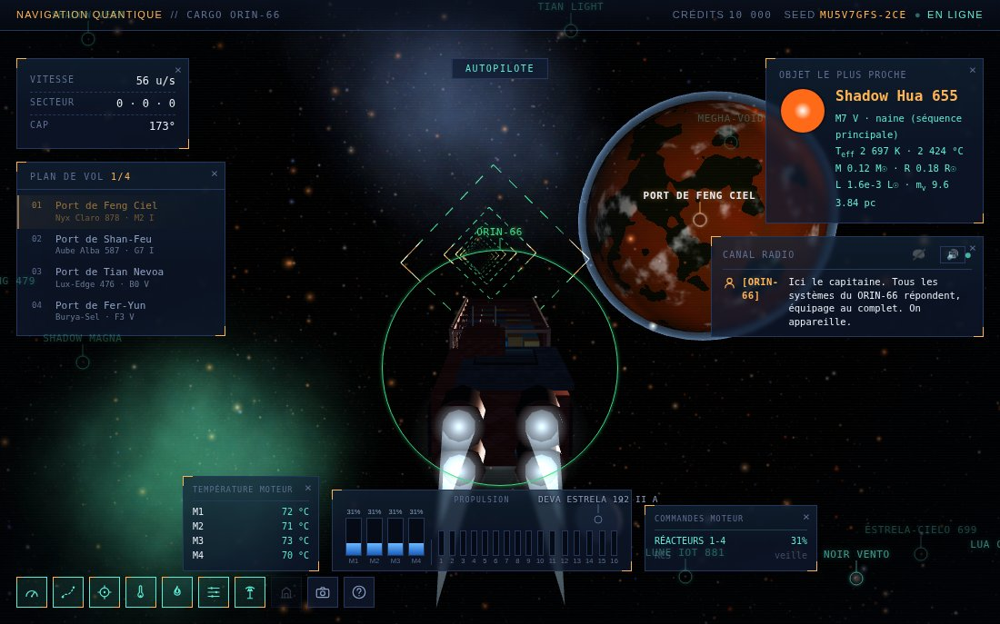 TIAN LIGHT
NAVIGATION QUANTIQUE // CARGO ORIN-66
CRÉDITS 10 000 SEED MU5V7GFS-2CE EN LIGNE
AUTOPILOTE
VITESSE 56 u/s
SECTEUR 0 · 0 · 0
CAP 173°
PLAN DE VOL 1/4
01 Port de Feng Ciel
Nyx Claro 878 · M2 I
02 Port de Shan-Feu
Aube Alba 587 · G7 I
03 Port de Tian Nevoa
Lux-Edge 476 · B0 V
04 Port de Fer-Yun
Burya-Sel · F3 V
479
SHADOW MAGNA
MEGHA-VOID
PORT DE FENG CIEL
ORIN-66
OBJET LE PLUS PROCHE
Shadow Hua 655
M7 V · naine (séquence
principale)
Teff 2 697 K · 2 424 °C
M 0.12 M☉ · R 0.18 R☉
L 1.6e-3 L☉ · mv 9.6
3.84 pc
CANAL RADIO
[ORIN-66] Ici le capitaine. Tous les
systèmes du ORIN-66 répondent,
équipage au complet. On
appareille.
TEMPÉRATURE MOTEUR
M1 72 °C
M2 71 °C
M3 73 °C
M4 70 °C
PROPULSION
31% 31% 31% 31%
M1 M2 M3 M4 1 2 3 4 5 6 7 8 9 10 11 12 13 14 15 16
DEVA ESTRELA 192 II A
COMMANDES MOTEUR
RÉACTEURS 1-4 31%
RCS veille
LUNE IOT 881
ESTRELA-CIELO 699
NOIR VENTO
LUA